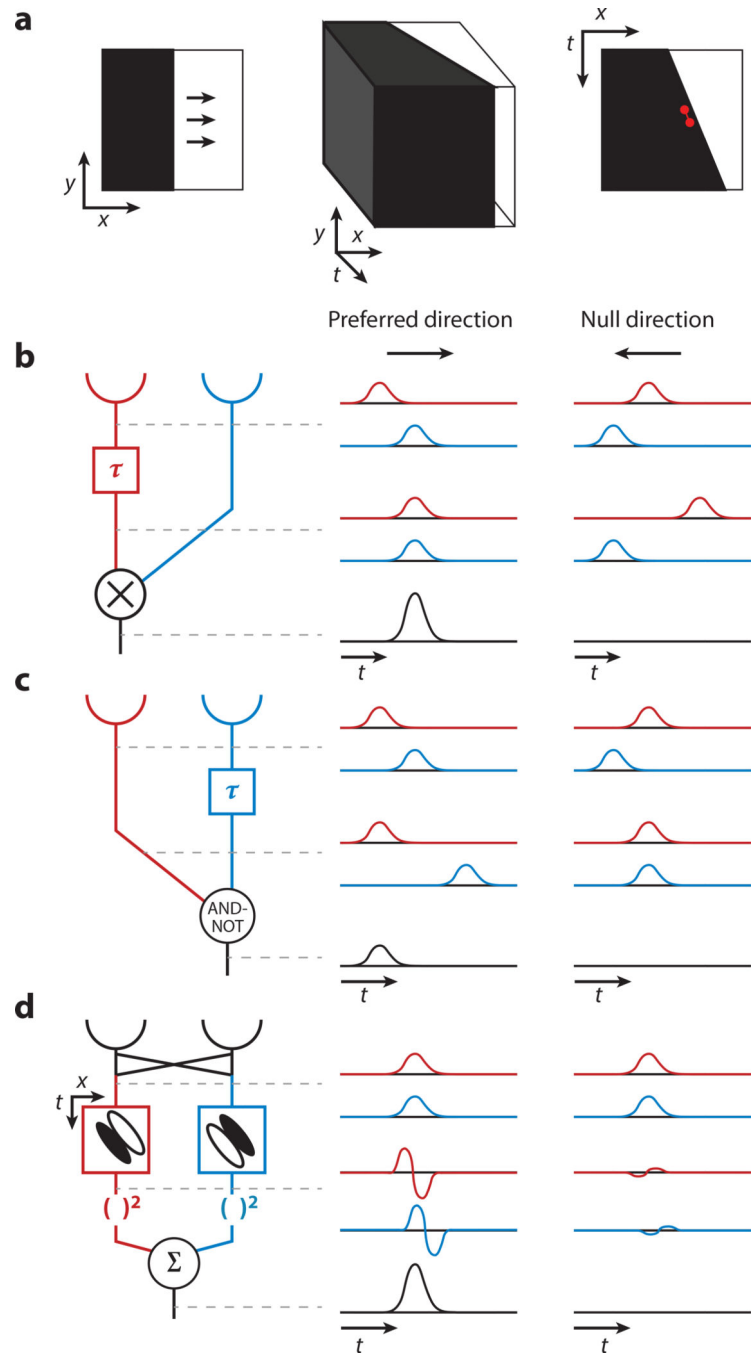 a
x
t
y
x
y
x
t
Preferred direction
Null direction
b
τ
t
t
c
τ
AND-
NOT
t
t
d
x
t
( )²
( )²
Σ
t
t